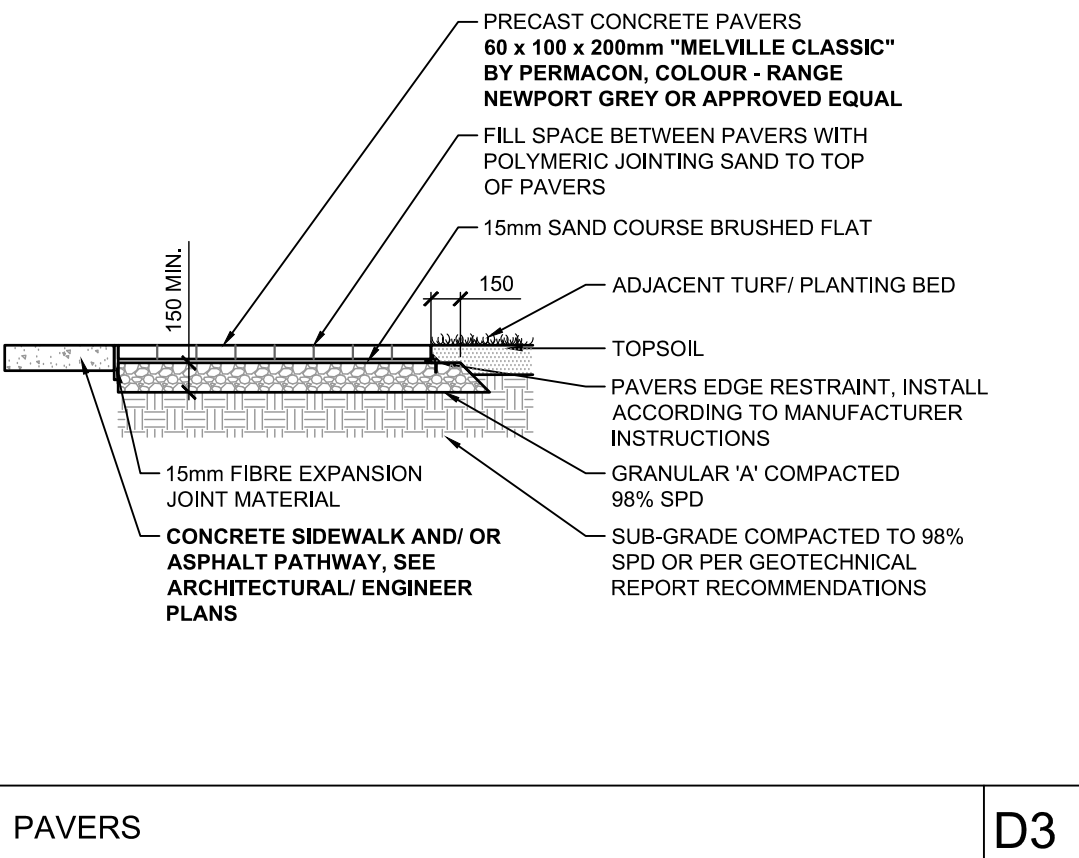 PRECAST CONCRETE PAVERS
60 x 100 x 200mm "MELVILLE CLASSIC"
BY PERMACON, COLOUR - RANGE
NEWPORT GREY OR APPROVED EQUAL
FILL SPACE BETWEEN PAVERS WITH
POLYMERIC JOINTING SAND TO TOP
OF PAVERS
15mm SAND COURSE BRUSHED FLAT
150 MIN.
150
ADJACENT TURF/ PLANTING BED
TOPSOIL
PAVERS EDGE RESTRAINT, INSTALL
ACCORDING TO MANUFACTURER
INSTRUCTIONS
GRANULAR 'A' COMPACTED
98% SPD
SUB-GRADE COMPACTED TO 98%
SPD OR PER GEOTECHNICAL
REPORT RECOMMENDATIONS
15mm FIBRE EXPANSION
JOINT MATERIAL
CONCRETE SIDEWALK AND/ OR
ASPHALT PATHWAY, SEE
ARCHITECTURAL/ ENGINEER
PLANS
PAVERS
D3